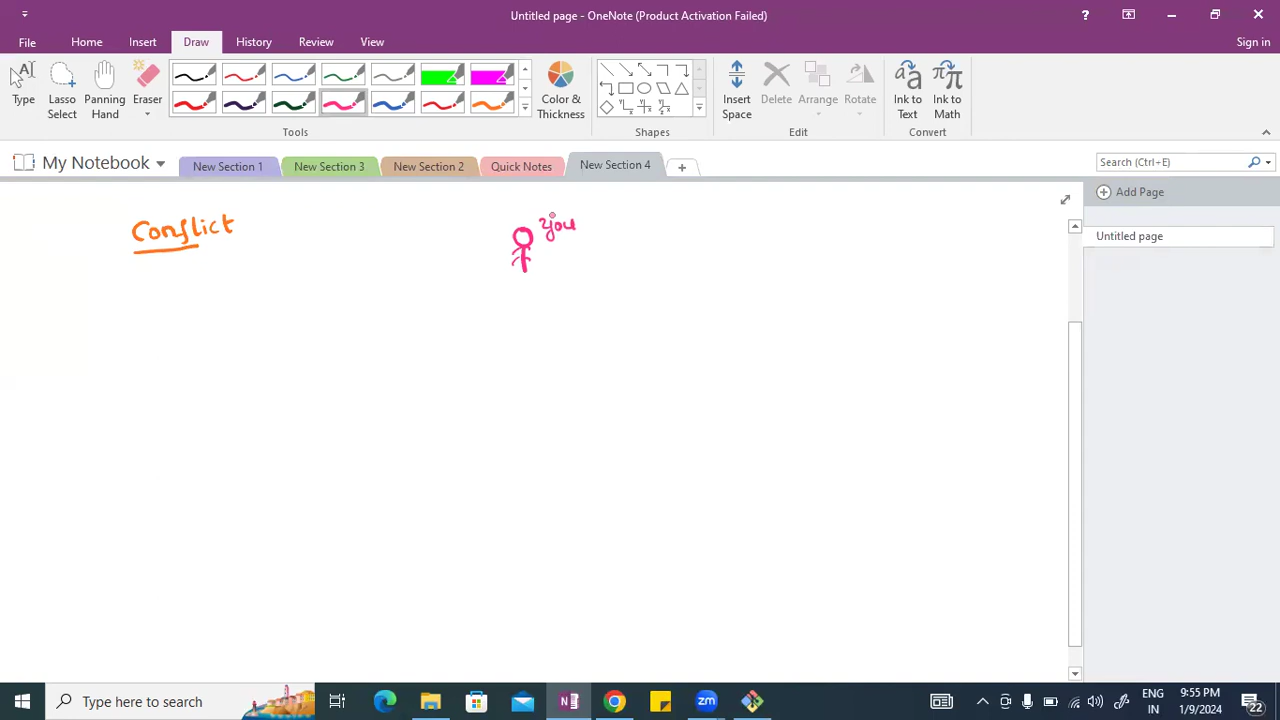 Untitled page - OneNote (Product Activation Failed)
?
File Home Insert Draw History Review View Sign in
Type Lasso Select Panning Hand Eraser Color & Thickness Insert Space Delete Arrange Rotate Ink to Text Ink to Math
Tools Shapes Edit Convert
My Notebook New Section 1 New Section 3 New Section 2 Quick Notes New Section 4 Search (Ctrl+E)
Add Page
Untitled page
Conflict
you
Type here to search
ENG
IN
9:55 PM
1/9/2024
22